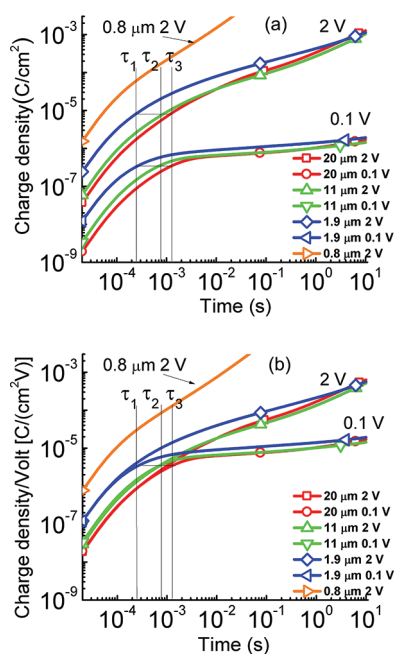 0.8 μm 2 V
(a)
2 V
τ1 τ2 τ3
0.1 V
Charge density(C/cm²)
10⁻³
10⁻⁵
10⁻⁷
10⁻⁹
20 μm 2 V
20 μm 0.1 V
11 μm 2 V
11 μm 0.1 V
1.9 μm 2 V
1.9 μm 0.1 V
0.8 μm 2 V
10⁻⁴ 10⁻³ 10⁻² 10⁻¹ 10⁰ 10¹
Time (s)
(b)
0.8 μm 2 V
2 V
τ1 τ2 τ3
0.1 V
Charge density/Volt [C/(cm²V)]
10⁻³
10⁻⁵
10⁻⁷
10⁻⁹
20 μm 2 V
20 μm 0.1 V
11 μm 2 V
11 μm 0.1 V
1.9 μm 2 V
1.9 μm 0.1 V
0.8 μm 2 V
10⁻⁴ 10⁻³ 10⁻² 10⁻¹ 10⁰ 10¹
Time (s)